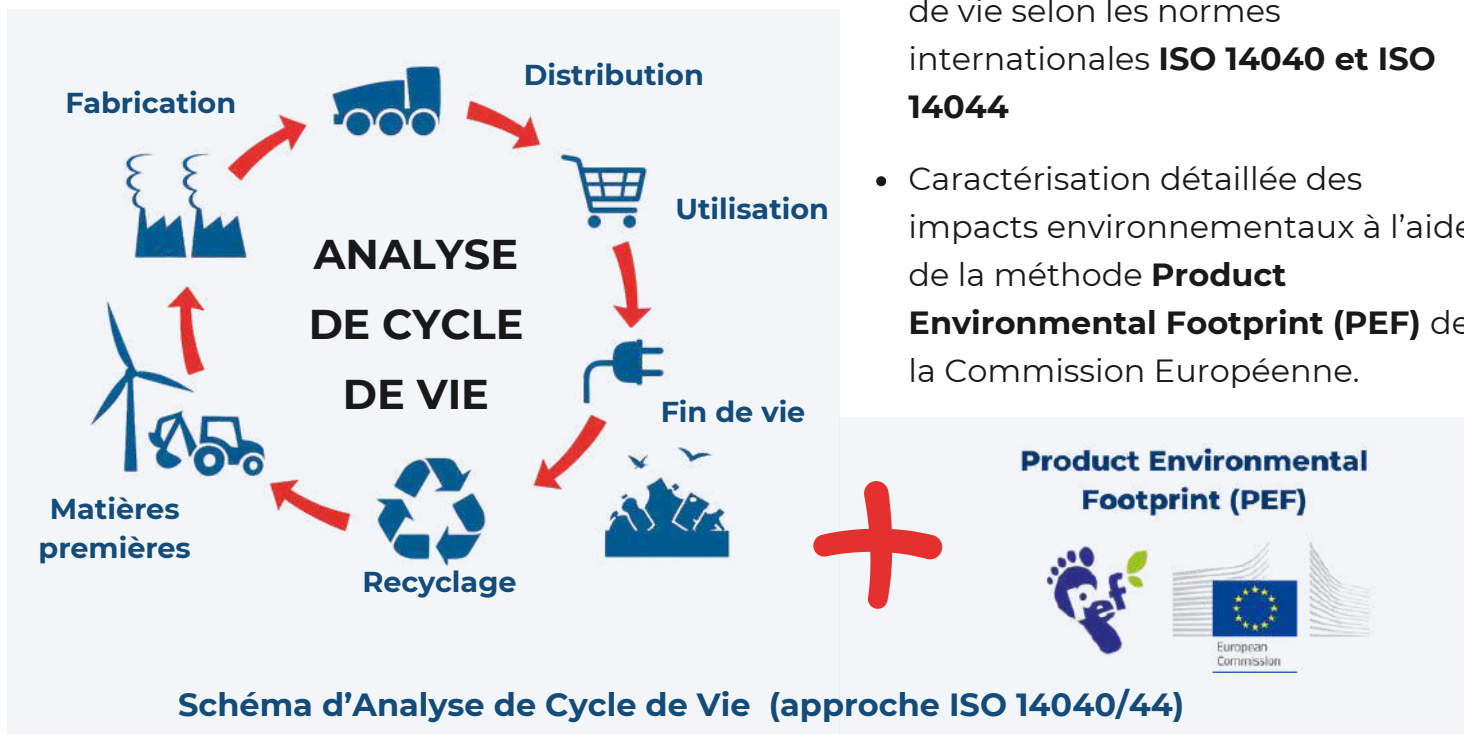 de vie selon les normes
internationales ISO 14040 et ISO
14044
• Caractérisation détaillée des
impacts environnementaux à l'aide
de la méthode Product
Environmental Footprint (PEF) de
la Commission Européenne.
Distribution
Fabrication
Utilisation
ANALYSE
DE CYCLE
DE VIE
Fin de vie
Matières
premières
Recyclage
Product Environmental
Footprint (PEF)
Pef
European
Commission
Schéma d'Analyse de Cycle de Vie (approche ISO 14040/44)